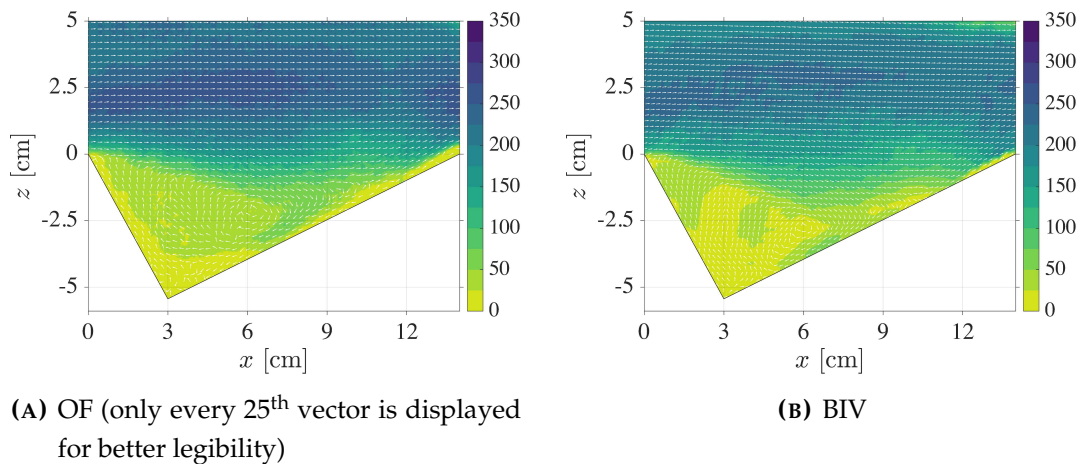 5
2.5
0
-2.5
-5
z [cm]
0 3 6 9 12
x [cm]
350
300
250
200
150
100
50
0
5
2.5
0
-2.5
-5
z [cm]
0 3 6 9 12
x [cm]
350
300
250
200
150
100
50
0
(A) OF (only every 25th vector is displayed
for better legibility)
(B) BIV